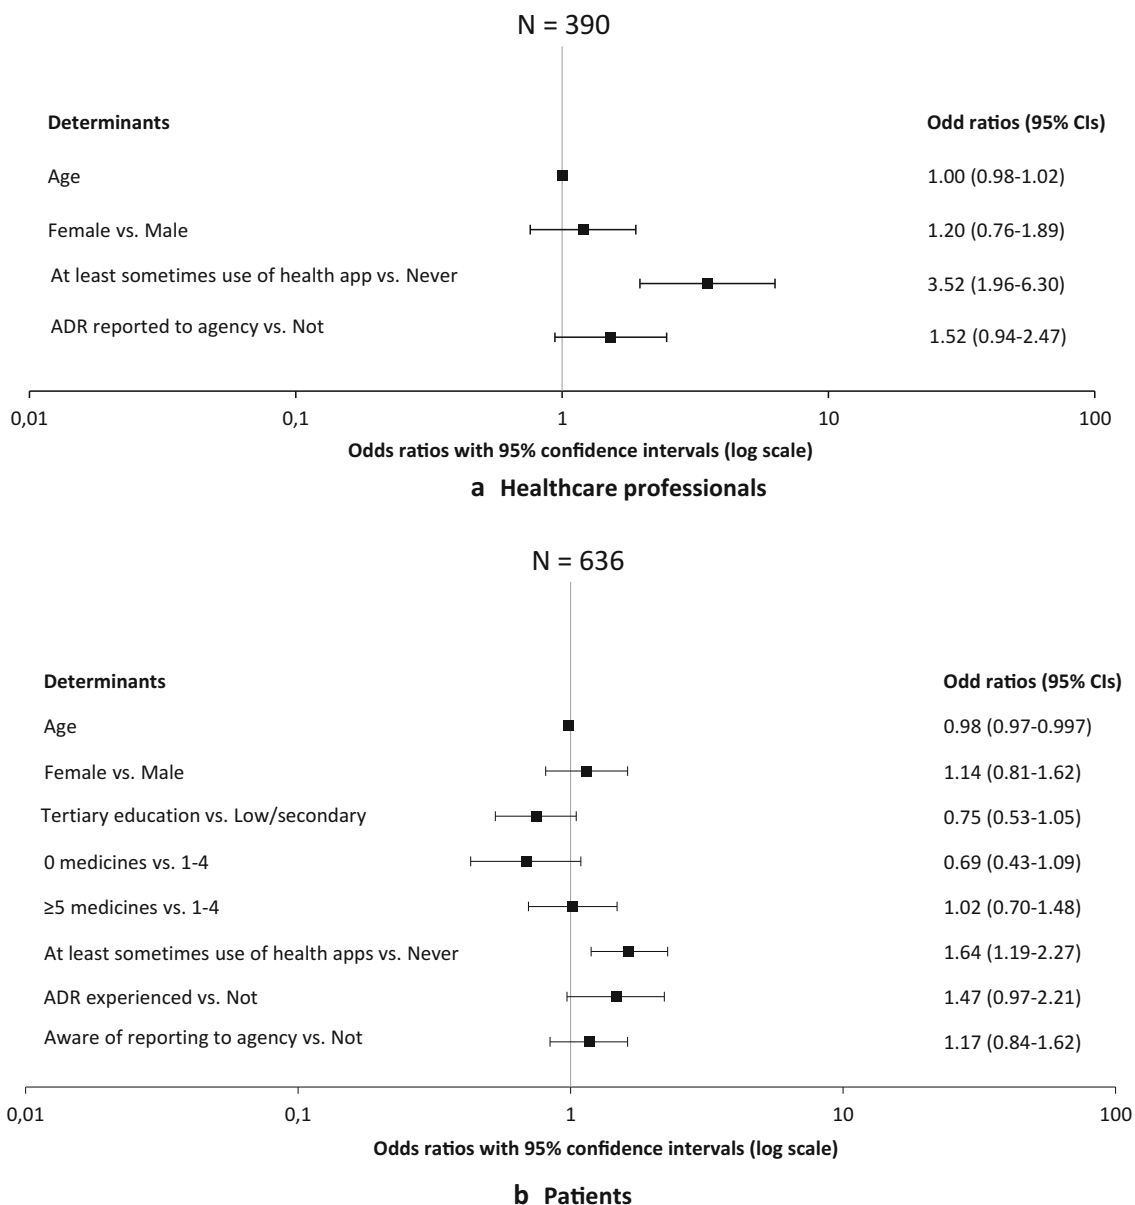 N = 390
Determinants Odd ratios (95% CIs)
Age 1.00 (0.98-1.02)
Female vs. Male 1.20 (0.76-1.89)
At least sometimes use of health app vs. Never 3.52 (1.96-6.30)
ADR reported to agency vs. Not 1.52 (0.94-2.47)
0,01 0,1 1 10 100
Odds ratios with 95% confidence intervals (log scale)
a Healthcare professionals
N = 636
Determinants Odd ratios (95% CIs)
Age 0.98 (0.97-0.997)
Female vs. Male 1.14 (0.81-1.62)
Tertiary education vs. Low/secondary 0.75 (0.53-1.05)
0 medicines vs. 1-4 0.69 (0.43-1.09)
≥5 medicines vs. 1-4 1.02 (0.70-1.48)
At least sometimes use of health apps vs. Never 1.64 (1.19-2.27)
ADR experienced vs. Not 1.47 (0.97-2.21)
Aware of reporting to agency vs. Not 1.17 (0.84-1.62)
0,01 0,1 1 10 100
Odds ratios with 95% confidence intervals (log scale)
b Patients